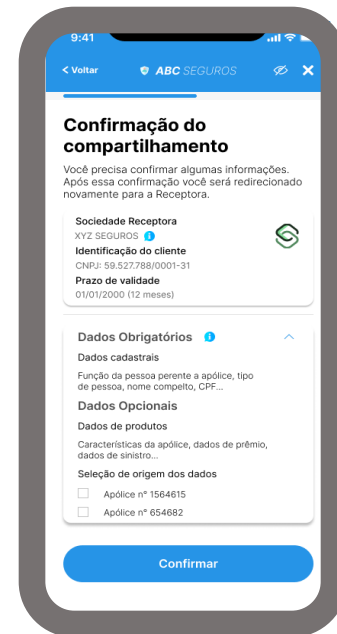 9:41
< Voltar
ABC SEGUROS
Confirmação do
compartilhamento
Você precisa confirmar algumas informações.
Após essa confirmação você será redirecionado
novamente para a Receptora.
Sociedade Receptora
XYZ SEGUROS
Identificação do cliente
CNPJ: 59.527.788/0001-31
Prazo de validade
01/01/2000 (12 meses)
Dados Obrigatórios
Dados cadastrais
Função da pessoa perente a apólice, tipo
de pessoa, nome compelto, CPF...
Dados Opcionais
Dados de produtos
Características da apólice, dados de prêmio,
dados de sinistro...
Seleção de origem dos dados
Apólice n° 1564615
Apólice n° 654682
Confirmar